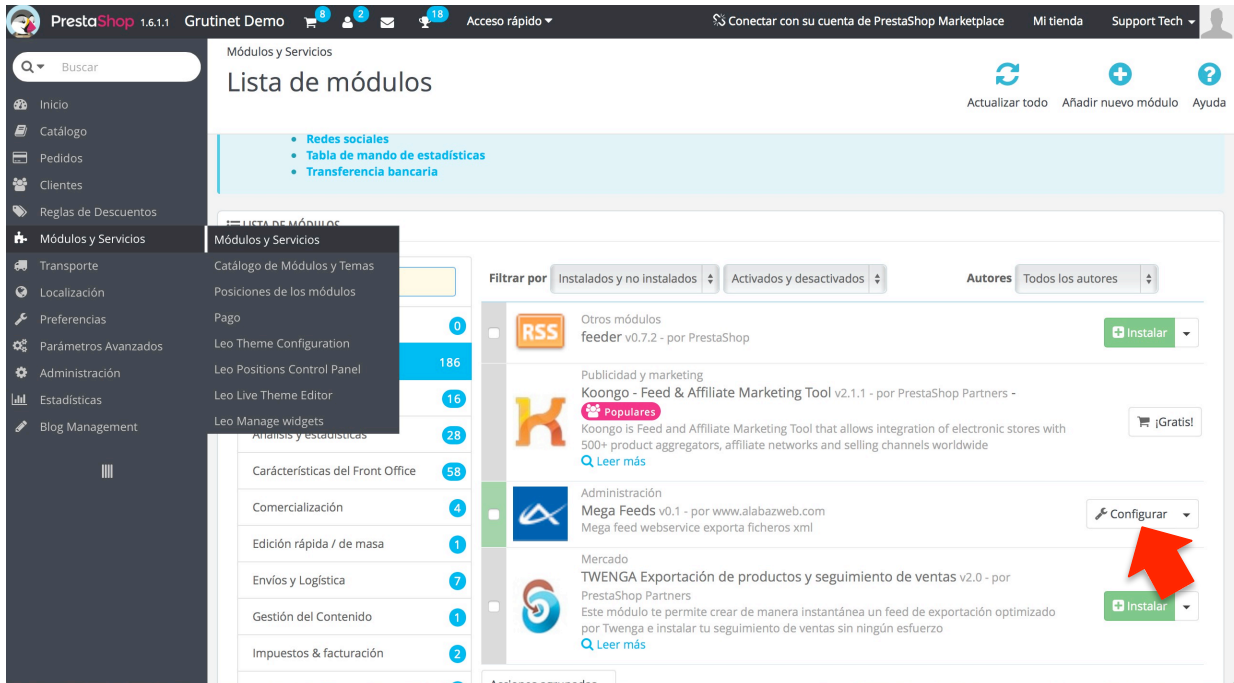 PrestaShop 1.6.1.1 Grutinet Demo 8 2 18 Acceso rápido
Conectar con su cuenta de PrestaShop Marketplace Mi tienda Support Tech
Buscar
Inicio
Catálogo
Pedidos
Clientes
Reglas de Descuentos
Módulos y Servicios
Transporte
Localización
Preferencias
Parámetros Avanzados
Administración
Estadísticas
Blog Management
Módulos y Servicios
Lista de módulos
Actualizar todo Añadir nuevo módulo Ayuda
Redes sociales
Tabla de mando de estadísticas
Transferencia bancaria
LISTA DE MÓDULOS
Módulos y Servicios
Catálogo de Módulos y Temas
Posiciones de los módulos
Pago
Leo Theme Configuration
Leo Positions Control Panel
Leo Live Theme Editor
Leo Manage widgets
0
186
16
Análisis y estadísticas 28
Carácterísticas del Front Office 58
Comercialización 4
Edición rápida / de masa 1
Envíos y Logística 7
Gestión del Contenido 1
Impuestos & facturación 2
Filtrar por Instalados y no instalados Activados y desactivados Autores Todos los autores
RSS
Otros módulos
feeder v0.7.2 - por PrestaShop
Instalar
Publicidad y marketing
Koongo - Feed & Affiliate Marketing Tool v2.1.1 - por PrestaShop Partners -
Populares
Koongo is Feed and Affiliate Marketing Tool that allows integration of electronic stores with
500+ product aggregators, affiliate networks and selling channels worldwide
Leer más
¡Gratis!
Administración
Mega Feeds v0.1 - por www.alabazweb.com
Mega feed webservice exporta ficheros xml
Configurar
Mercado
TWENGA Exportación de productos y seguimiento de ventas v2.0 - por
PrestaShop Partners
Este módulo te permite crear de manera instantánea un feed de exportación optimizado
por Twenga e instalar tu seguimiento de ventas sin ningún esfuerzo
Leer más
Instalar